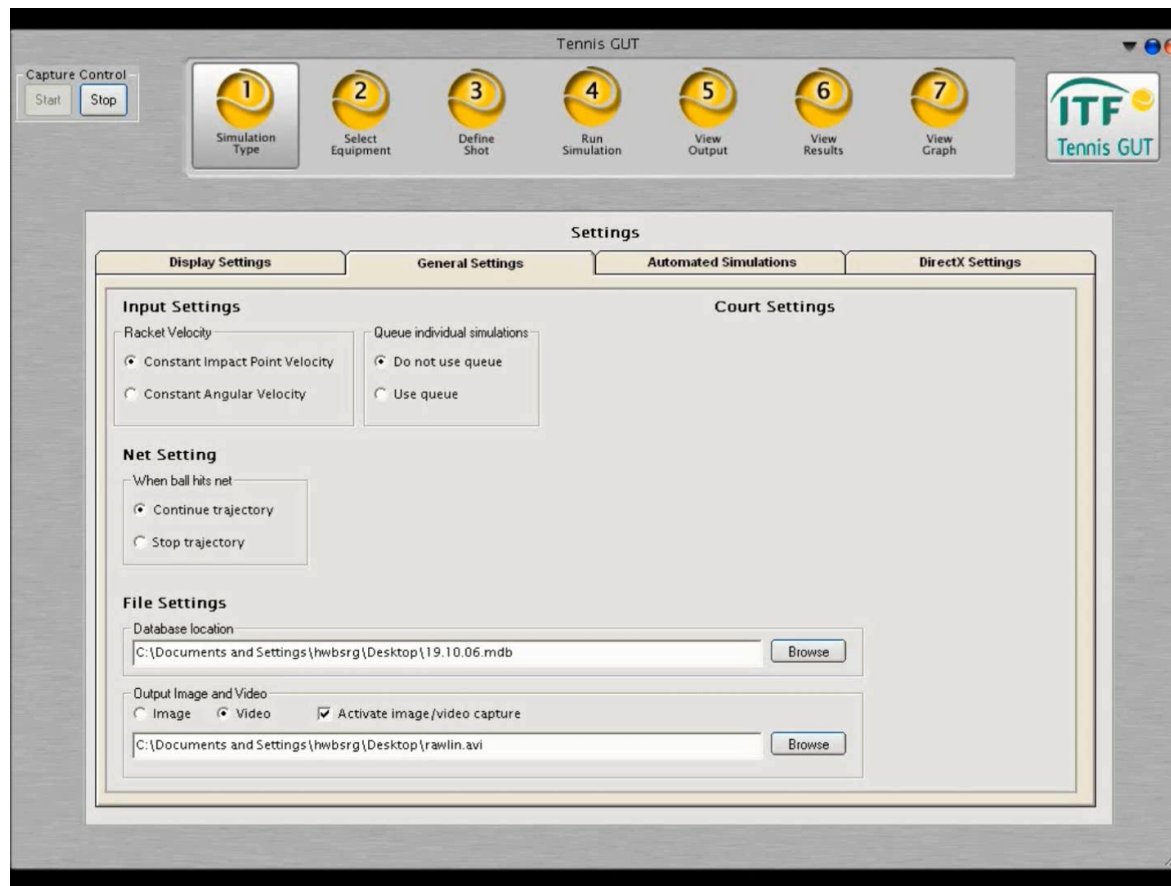 Tennis GUT
Capture Control
Start Stop
1 2 3 4 5 6 7
Simulation Type
Select Equipment
Define Shot
Run Simulation
View Output
View Results
View Graph
ITF
Tennis GUT
Settings
Display Settings General Settings Automated Simulations DirectX Settings
Input Settings Court Settings
Racket Velocity Queue individual simulations
Constant Impact Point Velocity Do not use queue
Constant Angular Velocity Use queue
Net Setting
When ball hits net
Continue trajectory
Stop trajectory
File Settings
Database location
C:\Documents and Settings\hwbsrg\Desktop\19.10.06.mdb Browse
Output Image and Video
Image Video Activate image/video capture
C:\Documents and Settings\hwbsrg\Desktop\rawlin.avi Browse